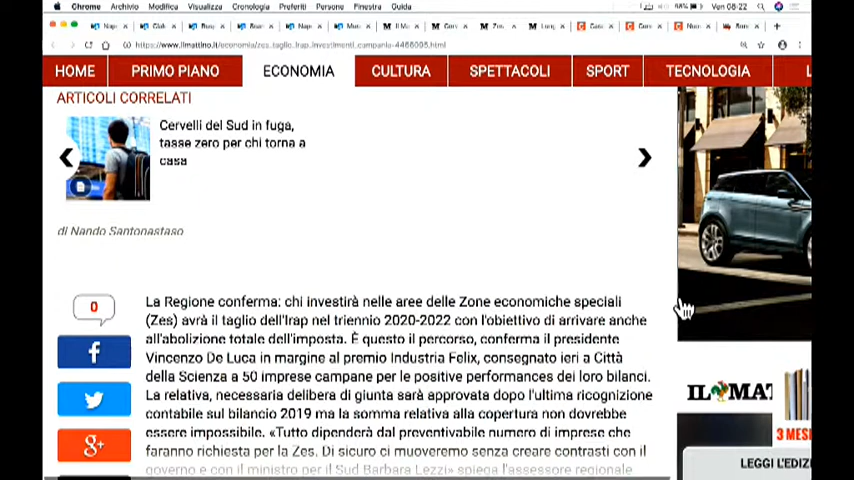 Chrome Archivio Modifica Visualizza Cronologia Preferiti Persone Finestra Guida
Ven 08:22
HOME PRIMO PIANO ECONOMIA CULTURA SPETTACOLI SPORT TECNOLOGIA L
ARTICOLI CORRELATI
Cervelli del Sud in fuga,
tasse zero per chi torna a
casa
di Nando Santonastaso
0
La Regione conferma: chi investirà nelle aree delle Zone economiche speciali
(Zes) avrà il taglio dell'Irap nel triennio 2020-2022 con l'obiettivo di arrivare anche
all'abolizione totale dell'imposta. È questo il percorso, conferma il presidente
Vincenzo De Luca in margine al premio Industria Felix, consegnato ieri a Città
della Scienza a 50 imprese campane per le positive performances dei loro bilanci.
La relativa, necessaria delibera di giunta sarà approvata dopo l'ultima ricognizione
contabile sul bilancio 2019 ma la somma relativa alla copertura non dovrebbe
essere impossibile. «Tutto dipenderà dal preventivabile numero di imprese che
faranno richiesta per la Zes. Di sicuro ci muoveremo senza creare contrasti con il
governo e con il ministro per il Sud Barbara Lezzi» spiega l'assessore regionale
f
g+
IL MAT
3 MESI
LEGGI L'EDIZI